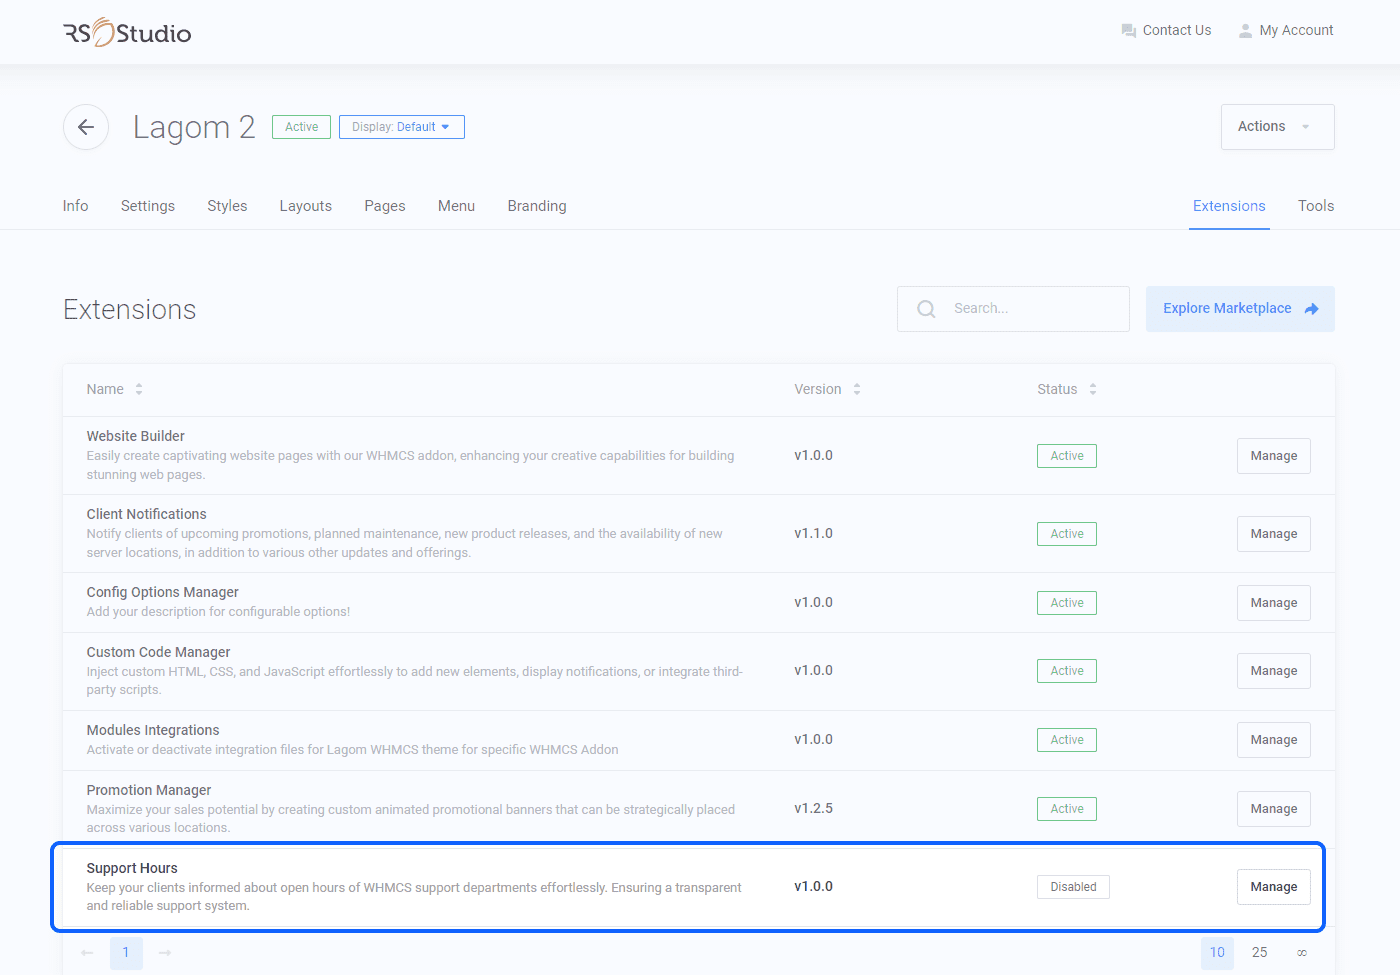 RS Studio
Contact Us
My Account
Lagom 2
Active
Display: Default
Actions
Info
Settings
Styles
Layouts
Pages
Menu
Branding
Extensions
Tools
Extensions
Search...
Explore Marketplace
Name
Version
Status
Website Builder
Easily create captivating website pages with our WHMCS addon, enhancing your creative capabilities for building
stunning web pages.
v1.0.0
Active
Manage
Client Notifications
Notify clients of upcoming promotions, planned maintenance, new product releases, and the availability of new
server locations, in addition to various other updates and offerings.
v1.1.0
Active
Manage
Config Options Manager
Add your description for configurable options!
v1.0.0
Active
Manage
Custom Code Manager
Inject custom HTML, CSS, and JavaScript effortlessly to add new elements, display notifications, or integrate third-
party scripts.
v1.0.0
Active
Manage
Modules Integrations
Activate or deactivate integration files for Lagom WHMCS theme for specific WHMCS Addon
v1.0.0
Active
Manage
Promotion Manager
Maximize your sales potential by creating custom animated promotional banners that can be strategically placed
across various locations.
v1.2.5
Active
Manage
Support Hours
Keep your clients informed about open hours of WHMCS support departments effortlessly. Ensuring a transparent
and reliable support system.
v1.0.0
Disabled
Manage
← 1 →
10 25 ∞